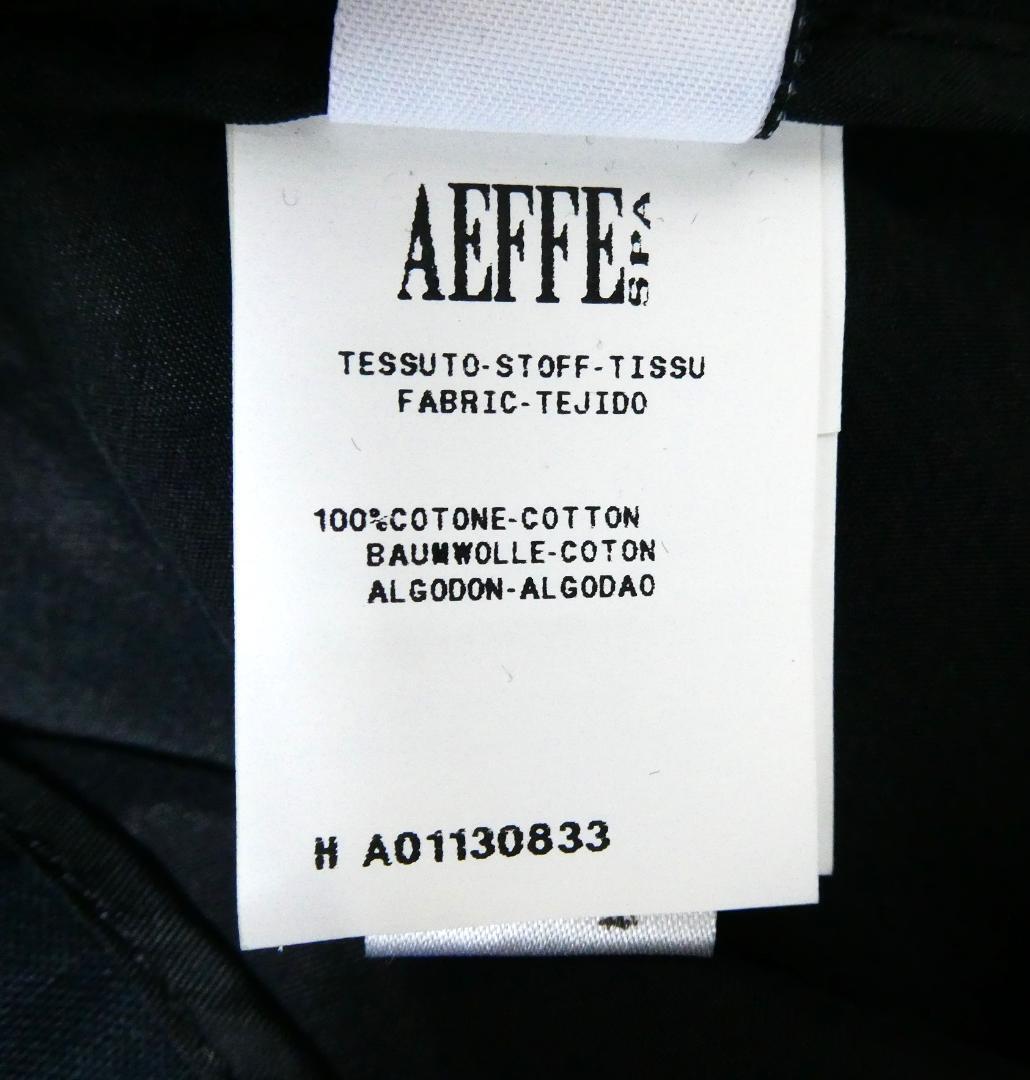 AEFFE SPA
TESSUTO-STOFF-TISSU
FABRIC-TEJIDO
100%COTONE-COTTON
BAUMWOLLE-COTON
ALGODON-ALGODAO
H A01130833